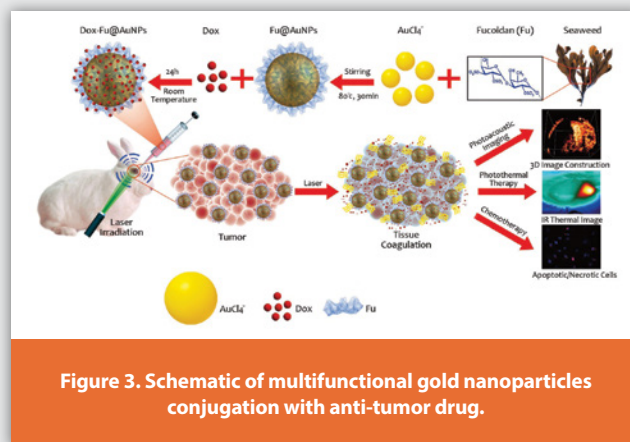 Dox-Fu@AuNPs
Dox
Fu@AuNPs
AuCl₄⁻
Fucoidan (Fu)
Seaweed
24h
Room
Temperature
Stirring
80℃, 30min
Laser
Irradiation
Tumor
Laser
Tissue
Coagulation
Photoacoustic
Imaging
3D Image Construction
Photothermal
Therapy
IR Thermal Image
Chemotherapy
Apoptotic/Necrotic Cells
AuCl₄⁻
Dox
Fu
Figure 3. Schematic of multifunctional gold nanoparticles
conjugation with anti-tumor drug.